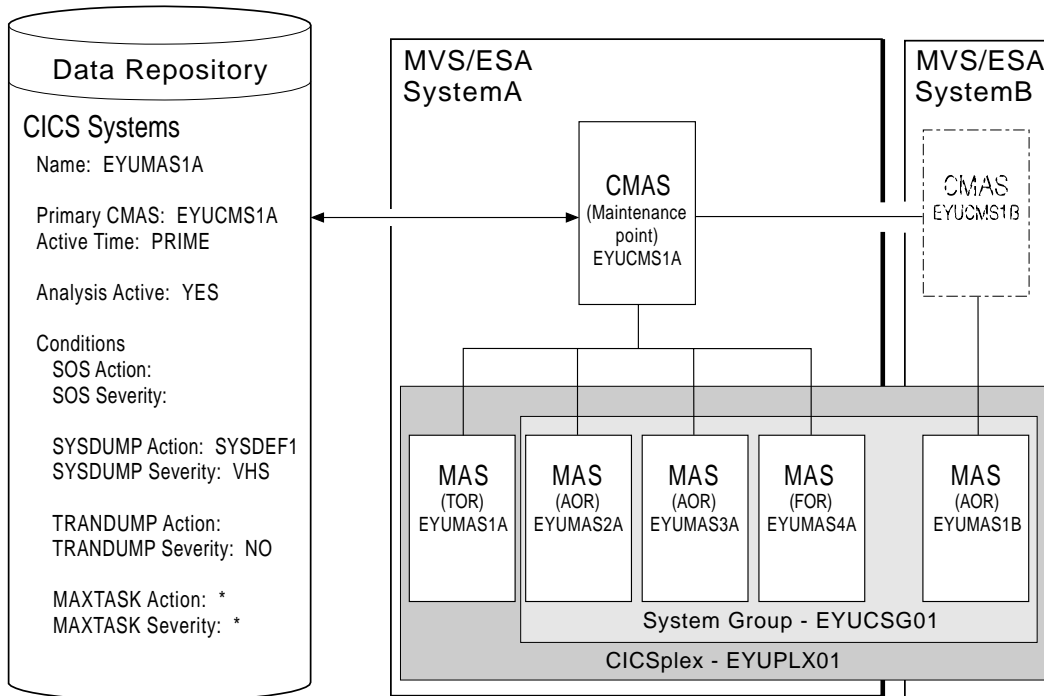 Data Repository
CICS Systems
Name: EYUMAS1A
Primary CMAS: EYUCMS1A
Active Time: PRIME
Analysis Active: YES
Conditions
SOS Action:
SOS Severity:
SYSDUMP Action: SYSDEF1
SYSDUMP Severity: VHS
TRANDUMP Action:
TRANDUMP Severity: NO
MAXTASK Action: *
MAXTASK Severity: *
MVS/ESA
SystemA
CMAS
(Maintenance
point)
EYUCMS1A
MVS/ESA
SystemB
CMAS
EYUCMS1B
MAS
(TOR)
EYUMAS1A
MAS
(AOR)
EYUMAS2A
MAS
(AOR)
EYUMAS3A
MAS
(FOR)
EYUMAS4A
MAS
(AOR)
EYUMAS1B
System Group - EYUCSG01
CICSplex - EYUPLX01